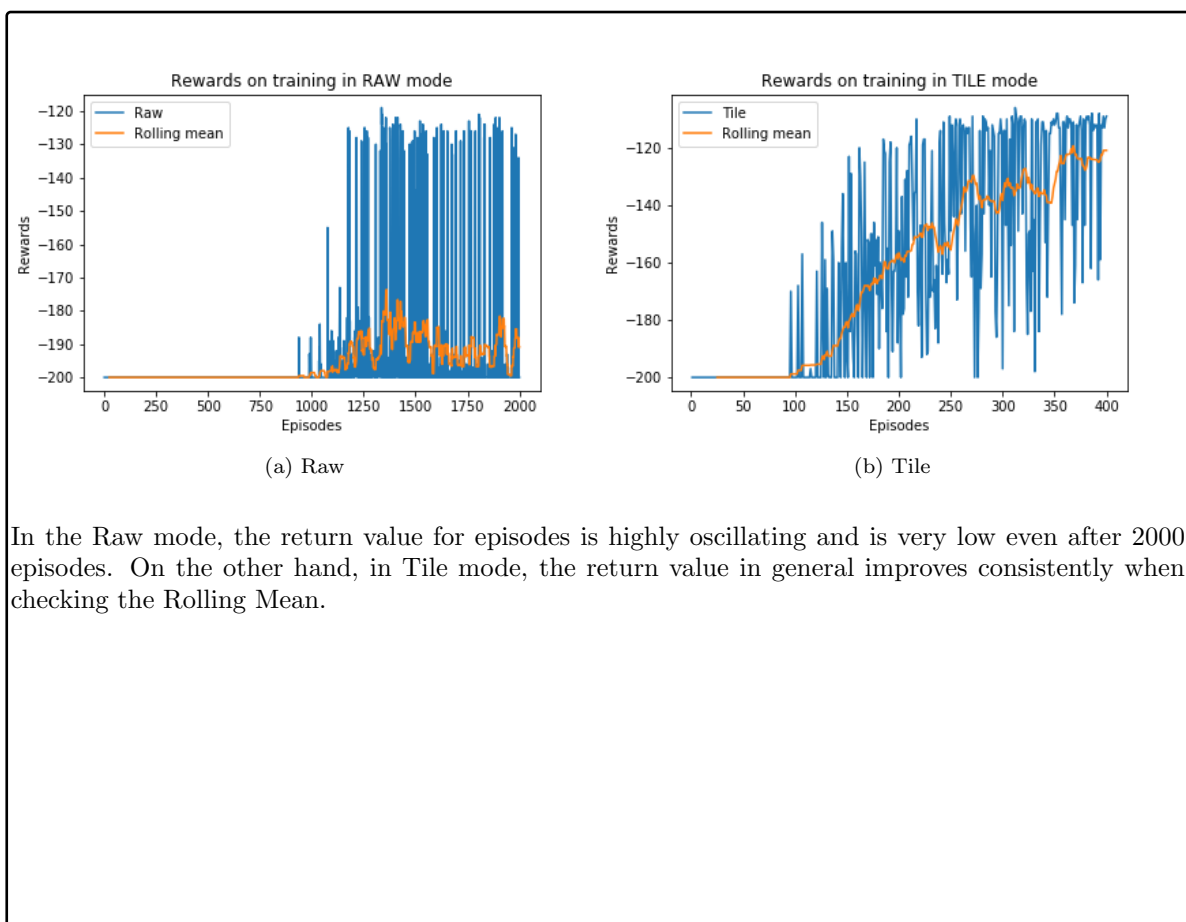 Rewards on training in RAW mode
Raw
Rolling mean
Rewards
−120
−130
−140
−150
−160
−170
−180
−190
−200
0 250 500 750 1000 1250 1500 1750 2000
Episodes
(a) Raw
Rewards on training in TILE mode
Tile
Rolling mean
Rewards
−120
−140
−160
−180
−200
0 50 100 150 200 250 300 350 400
Episodes
(b) Tile
In the Raw mode, the return value for episodes is highly oscillating and is very low even after 2000
episodes. On the other hand, in Tile mode, the return value in general improves consistently when
checking the Rolling Mean.